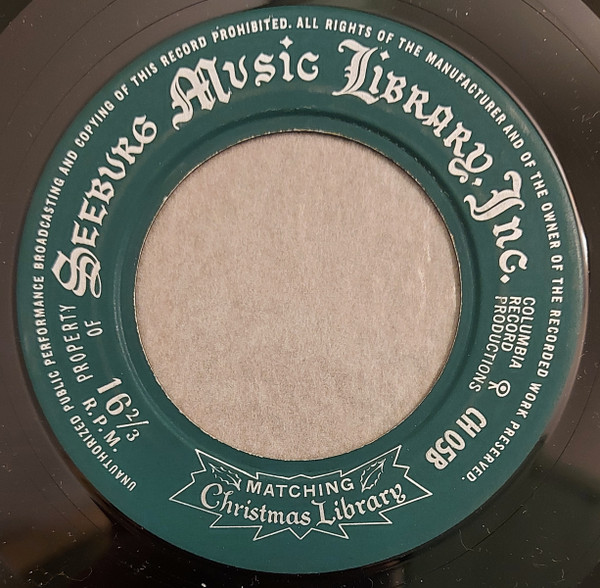 UNAUTHORIZED PUBLIC PERFORMANCE BROADCASTING AND COPYING OF THIS RECORD PROHIBITED. ALL RIGHTS OF THE MANUFACTURER AND OF THE OWNER OF THE RECORDED WORK PRESERVED.
PROPERTY
OF
SEEBURG MUSIC LIBRARY, INC.
16⅔
R.P.M.
COLUMBIA
RECORD
PRODUCTIONS
CH 05B
MATCHING
Christmas Library